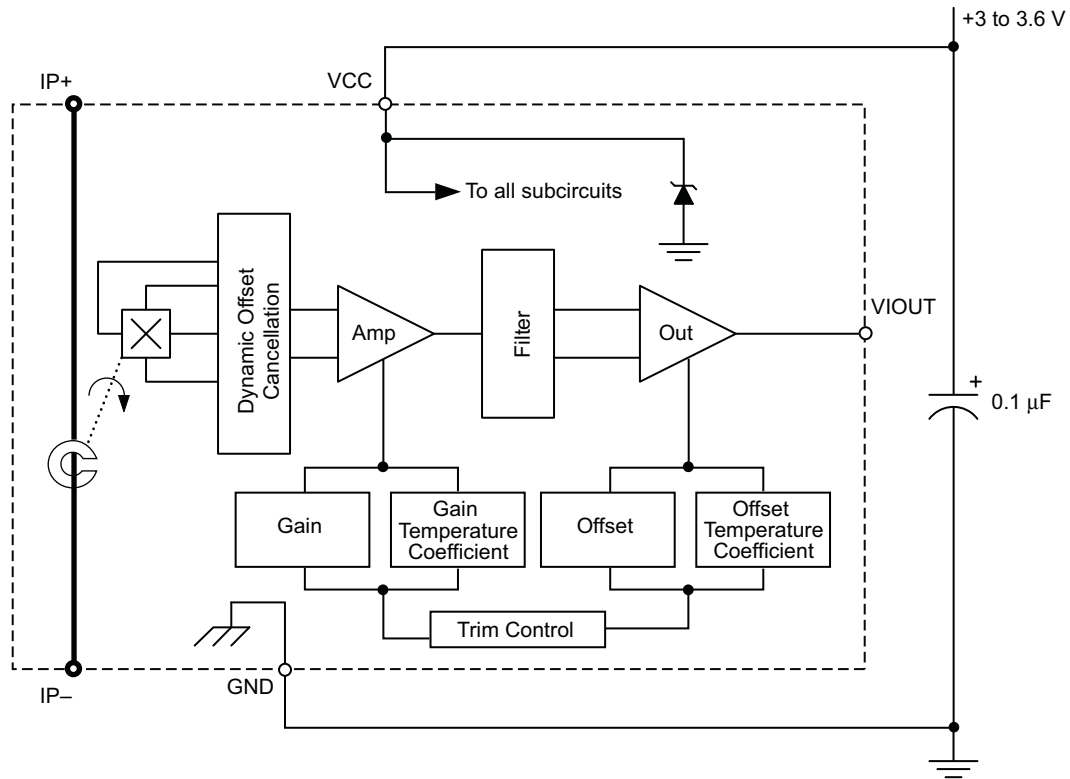 +3 to 3.6 V
IP+
VCC
To all subcircuits
Dynamic Offset
Cancellation
Amp
Filter
Out
VIOUT
+
0.1 µF
Gain
Gain
Temperature
Coefficient
Offset
Offset
Temperature
Coefficient
Trim Control
GND
IP–